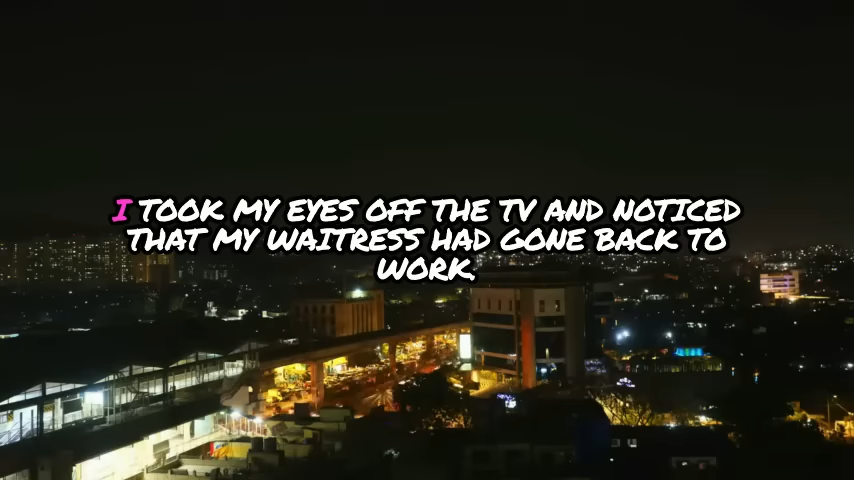 I TOOK MY EYES OFF THE TV AND NOTICED
THAT MY WAITRESS HAD GONE BACK TO
WORK.